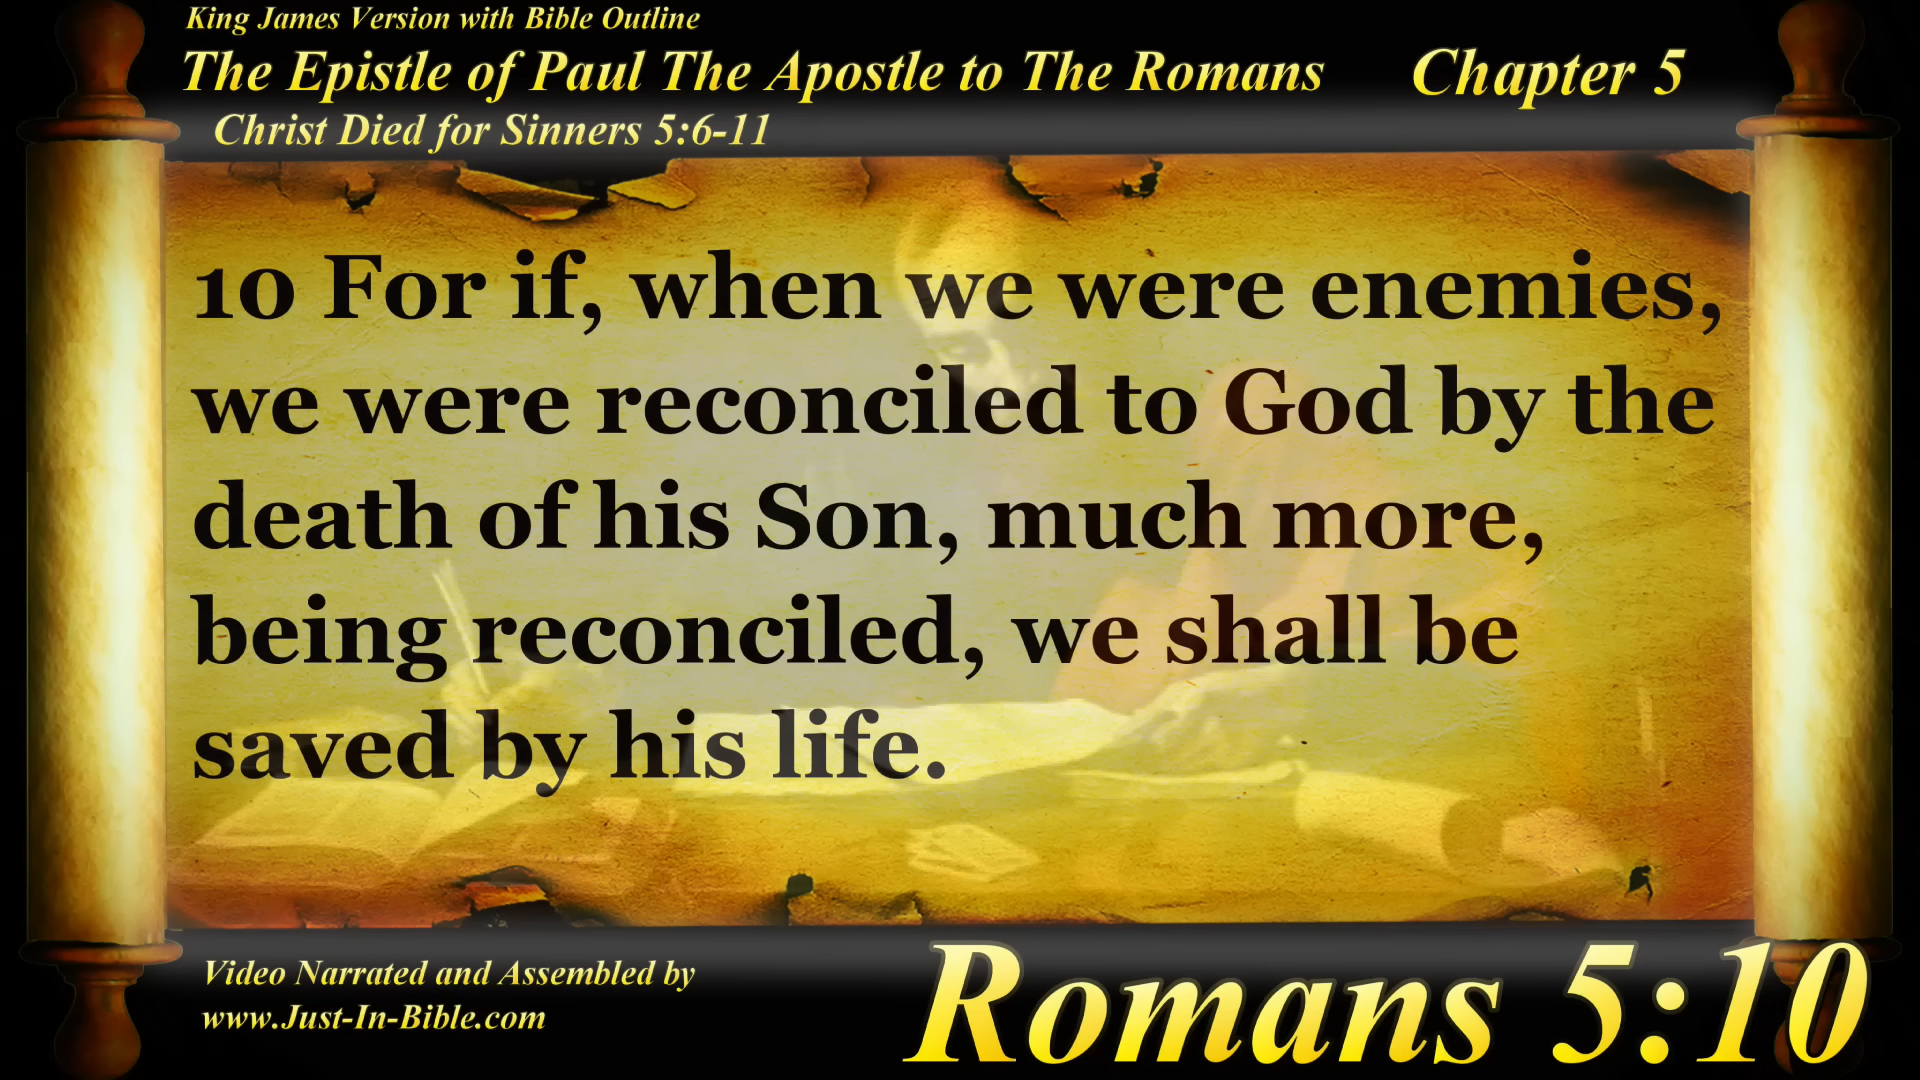 King James Version with Bible Outline
The Epistle of Paul The Apostle to The Romans Chapter 5
Christ Died for Sinners 5:6-11
10 For if, when we were enemies,
we were reconciled to God by the
death of his Son, much more,
being reconciled, we shall be
saved by his life.
Video Narrated and Assembled by
www.Just-In-Bible.com
Romans 5:10